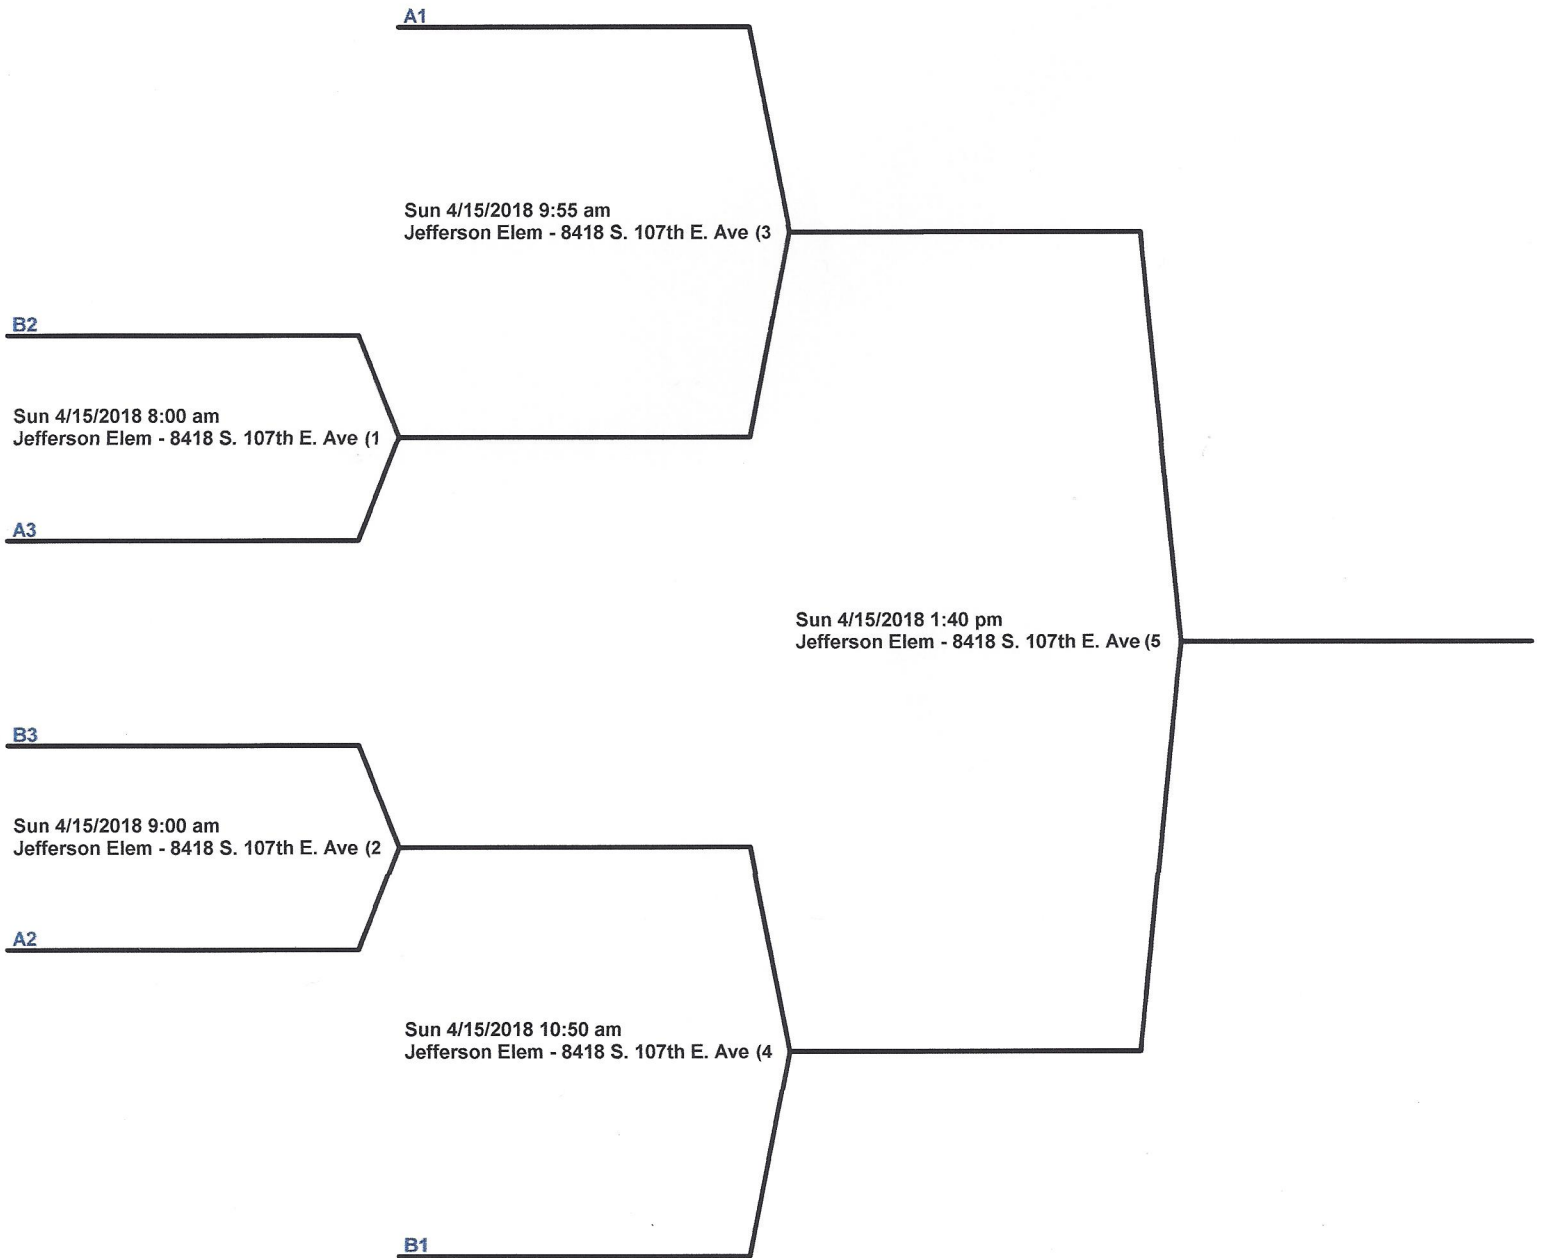 A1
Sun 4/15/2018 9:55 am
Jefferson Elem - 8418 S. 107th E. Ave (3
B2
Sun 4/15/2018 8:00 am
Jefferson Elem - 8418 S. 107th E. Ave (1
A3
Sun 4/15/2018 1:40 pm
Jefferson Elem - 8418 S. 107th E. Ave (5
B3
Sun 4/15/2018 9:00 am
Jefferson Elem - 8418 S. 107th E. Ave (2
A2
Sun 4/15/2018 10:50 am
Jefferson Elem - 8418 S. 107th E. Ave (4
B1